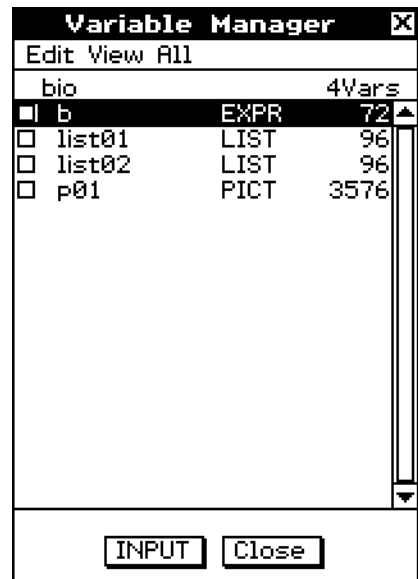 Variable Manager
Edit View All
bio 4Vars
b EXPR 72
list01 LIST 96
list02 LIST 96
p01 PICT 3576
INPUT Close